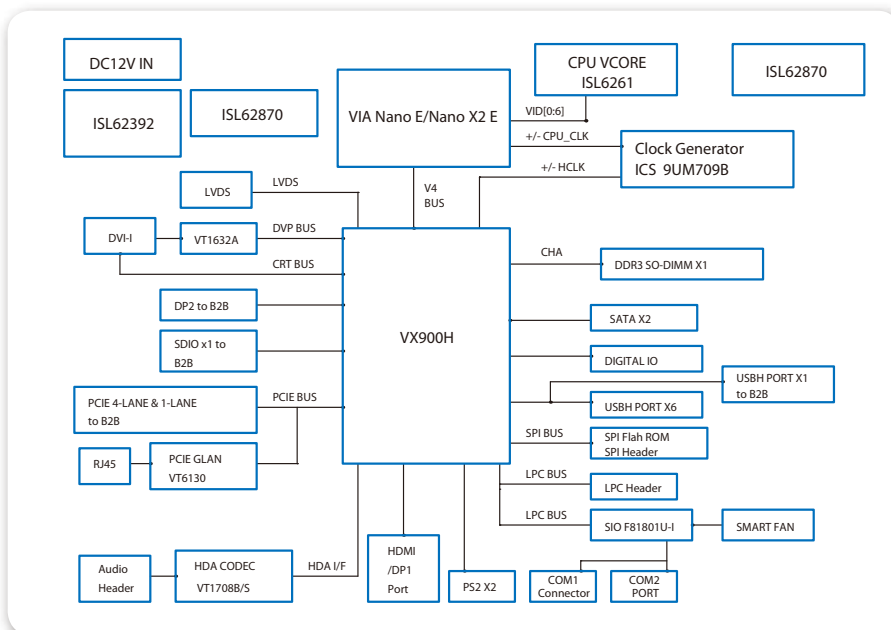 DC12V IN
CPU VCORE
ISL6261
ISL62870
ISL62392
ISL62870
VIA Nano E/Nano X2 E
VID[0:6]
+/- CPU_CLK
Clock Generator
ICS 9UM709B
+/- HCLK
V4
BUS
LVDS
LVDS
DVI-I
VT1632A
DVP BUS
CRT BUS
CHA
DDR3 SO-DIMM X1
DP2 to B2B
VX900H
SATA X2
SDIO x1 to
B2B
DIGITAL IO
USBH PORT X1
to B2B
PCIE 4-LANE & 1-LANE
to B2B
PCIE BUS
USBH PORT X6
SPI BUS
SPI Flah ROM
SPI Header
RJ45
PCIE GLAN
VT6130
LPC BUS
LPC Header
LPC BUS
SIO F81801U-I
SMART FAN
Audio
Header
HDA CODEC
VT1708B/S
HDA I/F
HDMI
/DP1
Port
PS2 X2
COM1
Connector
COM2
PORT